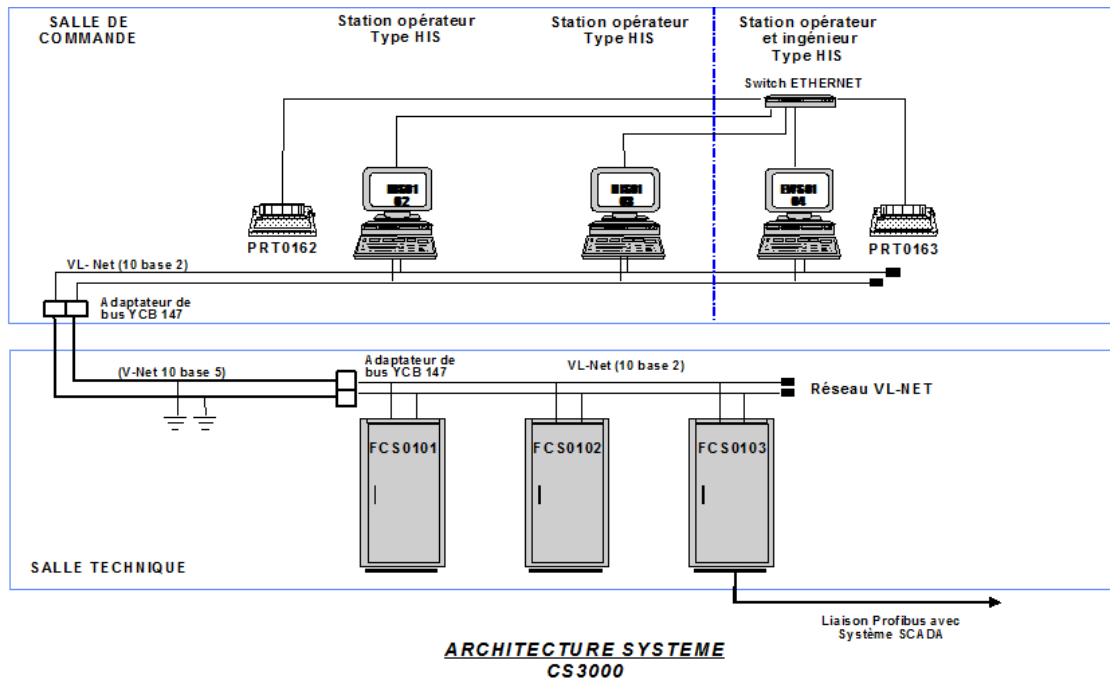 SALLE DE
COMMANDE
Station opérateur
Type HIS
Station opérateur
Type HIS
Station opérateur
et ingénieur
Type HIS
Switch ETHERNET
02
04
PRT0162
PRT0163
VL- Net (10 base 2)
Adaptateur de
bus YCB 147
(V-Net 10 base 5)
Adaptateur de
bus YCB 147
VL-Net (10 base 2)
Réseau VL-NET
FCS0101
FCS0102
FCS0103
SALLE TECHNIQUE
Liaison Profibus avec
Système SCADA
ARCHITECTURE SYSTEME
CS3000